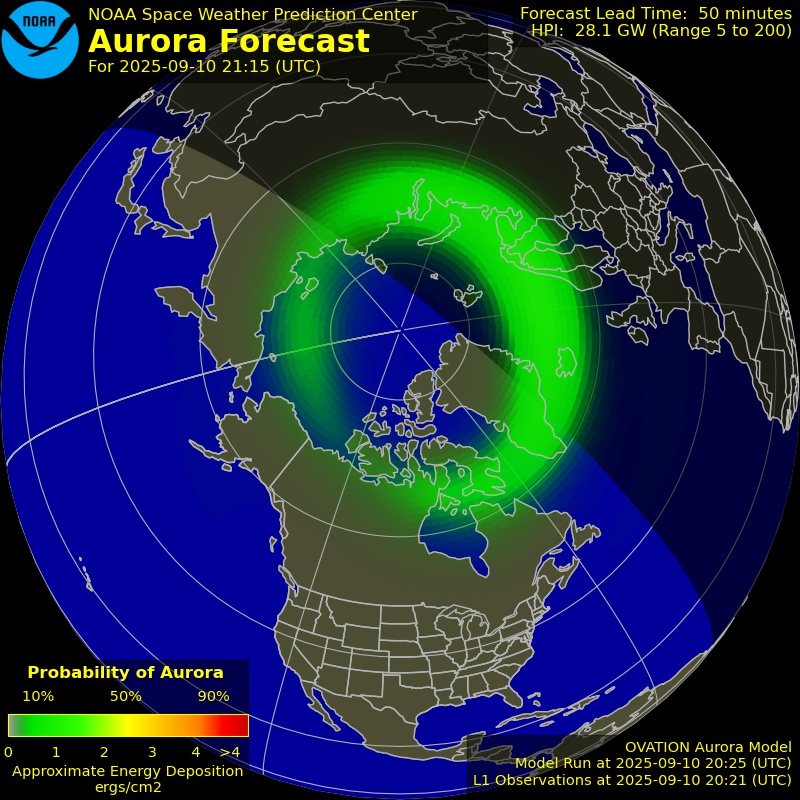 NOAA
NOAA Space Weather Prediction Center
Aurora Forecast
For 2025-09-10 21:15 (UTC)
Forecast Lead Time: 50 minutes
HPI: 28.1 GW (Range 5 to 200)
Probability of Aurora
10% 50% 90%
0 1 2 3 4 >4
Approximate Energy Deposition
ergs/cm2
OVATION Aurora Model
Model Run at 2025-09-10 20:25 (UTC)
L1 Observations at 2025-09-10 20:21 (UTC)